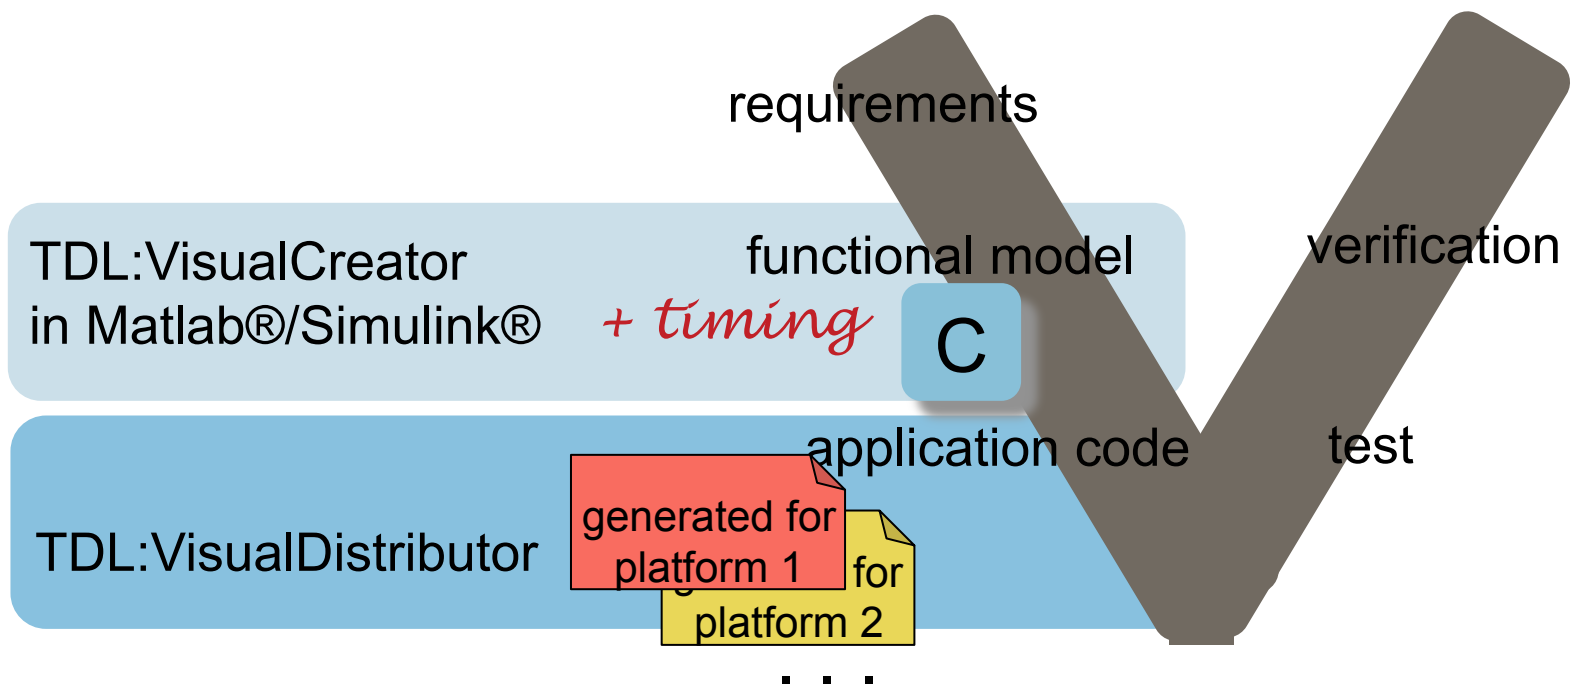 requirements
TDL:VisualCreator
in Matlab®/Simulink®
functional model
+ timing
C
verification
application code
test
TDL:VisualDistributor
generated for
platform 1
for
platform 2